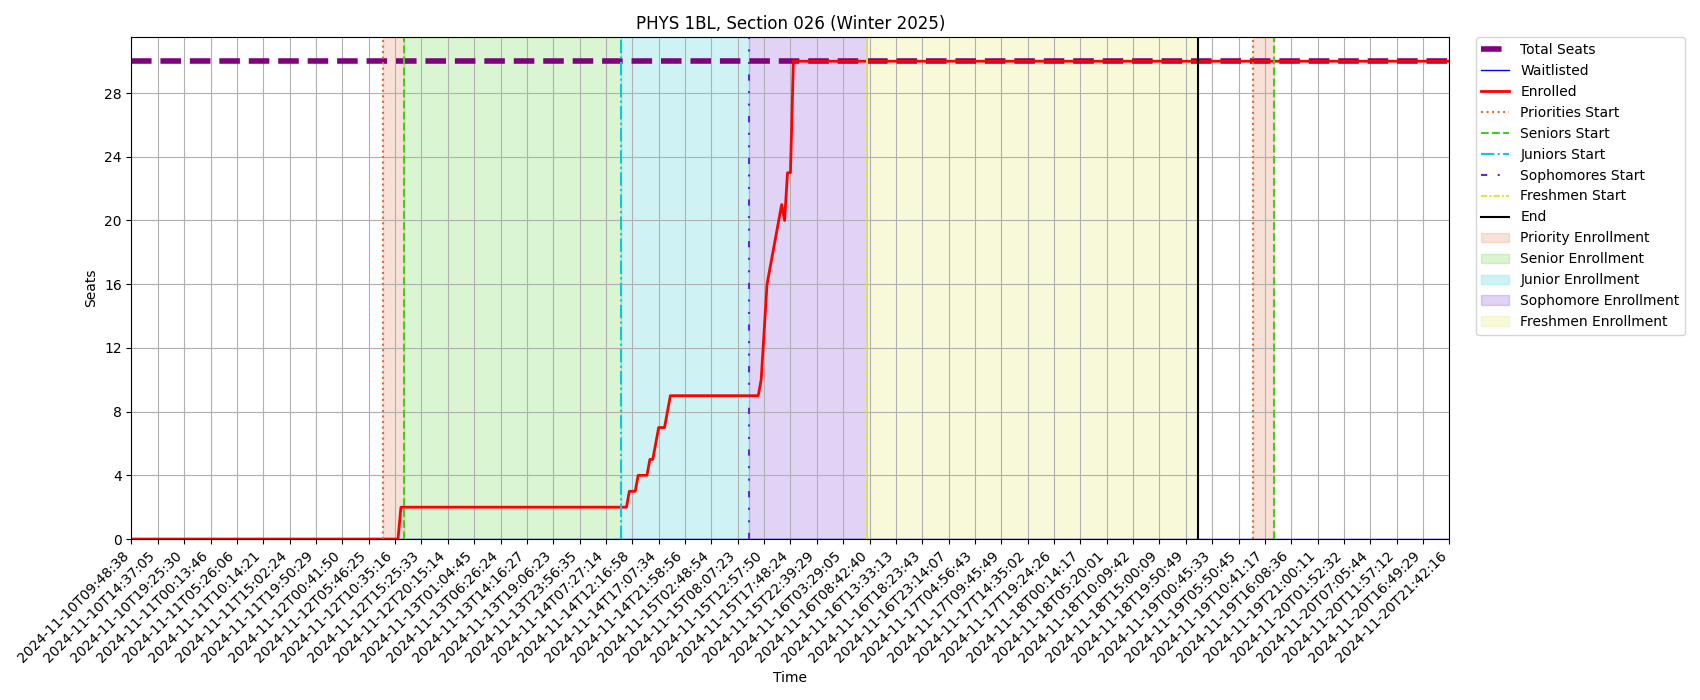 PHYS 1BL, Section 026 (Winter 2025)
Seats
28
24
20
16
12
8
4
0
2024-11-10T09:48:38
2024-11-10T14:37:05
2024-11-10T19:25:30
2024-11-11T00:13:46
2024-11-11T05:26:06
2024-11-11T10:14:21
2024-11-11T15:02:24
2024-11-11T19:50:29
2024-11-12T00:41:50
2024-11-12T05:46:25
2024-11-12T10:35:16
2024-11-12T15:25:33
2024-11-12T20:15:14
2024-11-13T01:04:45
2024-11-13T06:26:24
2024-11-13T14:16:27
2024-11-13T19:06:23
2024-11-13T23:56:35
2024-11-14T07:27:14
2024-11-14T12:16:58
2024-11-14T17:07:34
2024-11-14T21:58:56
2024-11-15T02:48:54
2024-11-15T08:07:23
2024-11-15T12:57:50
2024-11-15T17:48:24
2024-11-15T22:39:29
2024-11-16T03:29:05
2024-11-16T08:42:40
2024-11-16T13:33:13
2024-11-16T18:23:43
2024-11-16T23:14:07
2024-11-17T04:56:43
2024-11-17T09:45:49
2024-11-17T14:35:02
2024-11-17T19:24:26
2024-11-18T00:14:17
2024-11-18T05:20:01
2024-11-18T10:09:42
2024-11-18T15:00:09
2024-11-18T19:50:49
2024-11-19T00:45:33
2024-11-19T05:50:45
2024-11-19T10:41:17
2024-11-19T16:08:36
2024-11-19T21:00:11
2024-11-20T01:52:32
2024-11-20T07:05:44
2024-11-20T11:57:12
2024-11-20T16:49:29
2024-11-20T21:42:16
Time
Total Seats
Waitlisted
Enrolled
Priorities Start
Seniors Start
Juniors Start
Sophomores Start
Freshmen Start
End
Priority Enrollment
Senior Enrollment
Junior Enrollment
Sophomore Enrollment
Freshmen Enrollment